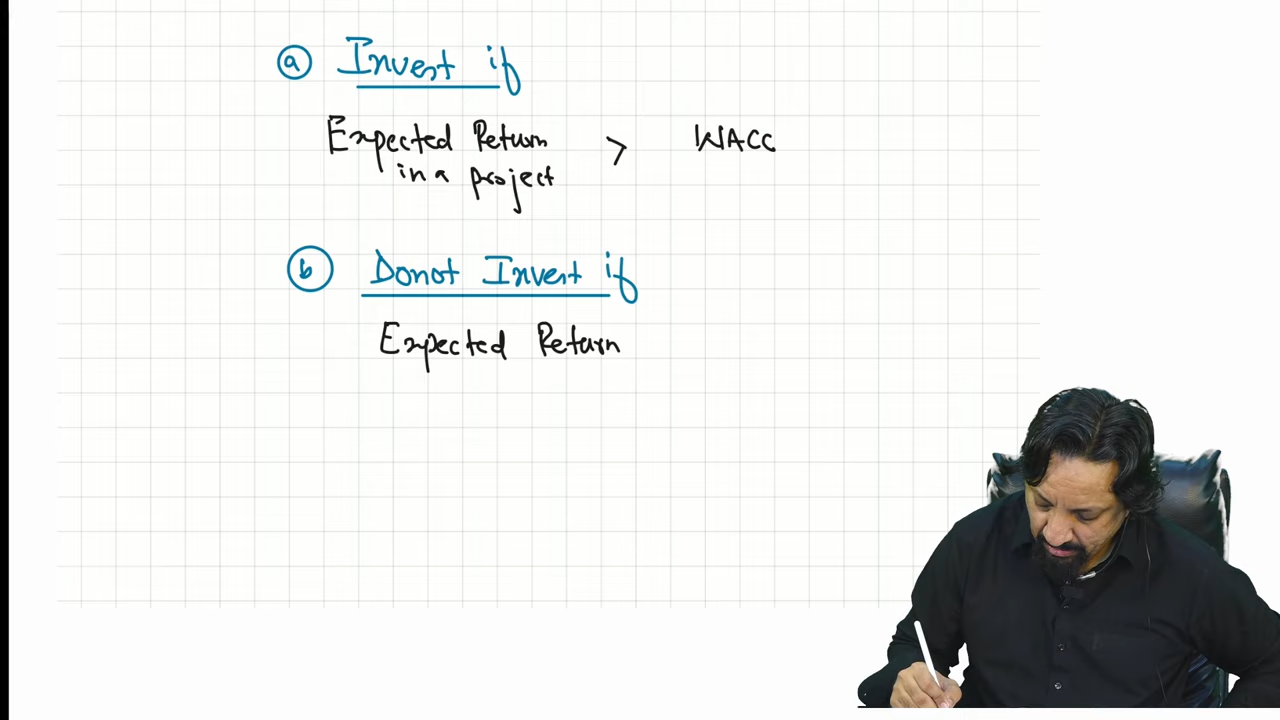 a Invest if
Expected Return > WACC
in a project
b Donot Invest if
Expected Return